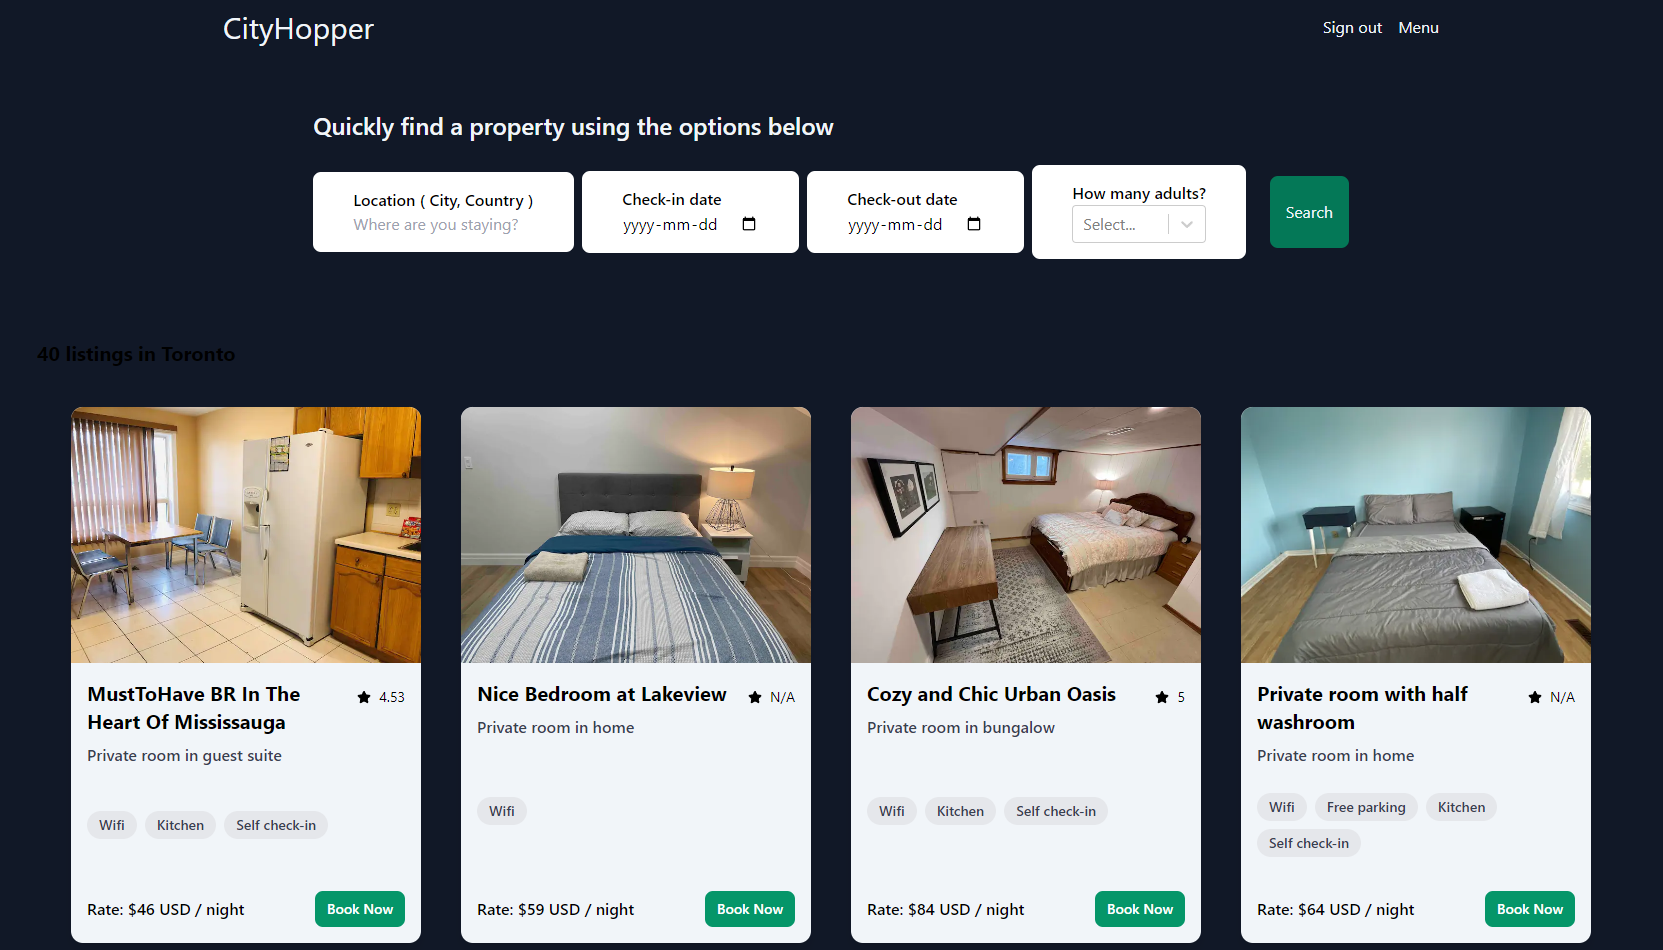 CityHopper
Sign out Menu
Quickly find a property using the options below
Location ( City, Country )
Where are you staying?
Check-in date
yyyy-mm-dd
Check-out date
yyyy-mm-dd
How many adults?
Select...
Search
40 listings in Toronto
MustToHave BR In The
Heart Of Mississauga
4.53
Private room in guest suite
Wifi Kitchen Self check-in
Rate: $46 USD / night
Book Now
Nice Bedroom at Lakeview
N/A
Private room in home
Wifi
Rate: $59 USD / night
Book Now
Cozy and Chic Urban Oasis
5
Private room in bungalow
Wifi Kitchen Self check-in
Rate: $84 USD / night
Book Now
Private room with half
washroom
N/A
Private room in home
Wifi Free parking Kitchen
Self check-in
Rate: $64 USD / night
Book Now